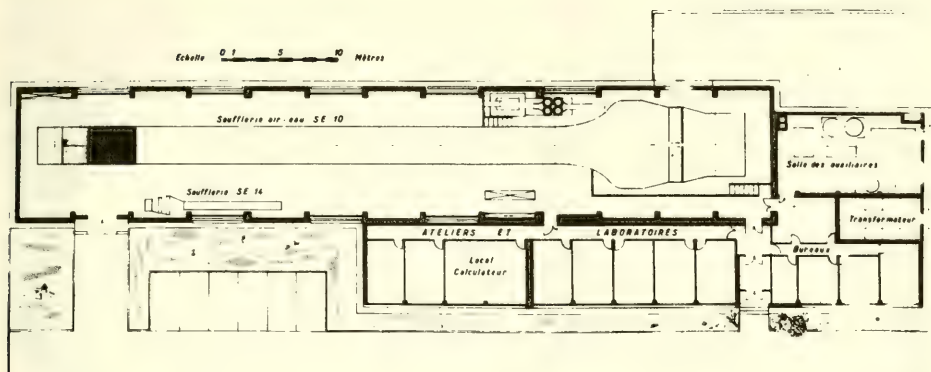 Echelle 0 1 5 10 Mètres
Soufflerie air-eau SE 10
Salle des auxiliaires
Soufflerie SE 14
Transformateur
ATELIERS ET LABORATOIRES
Bureaux
Local
Calculateur